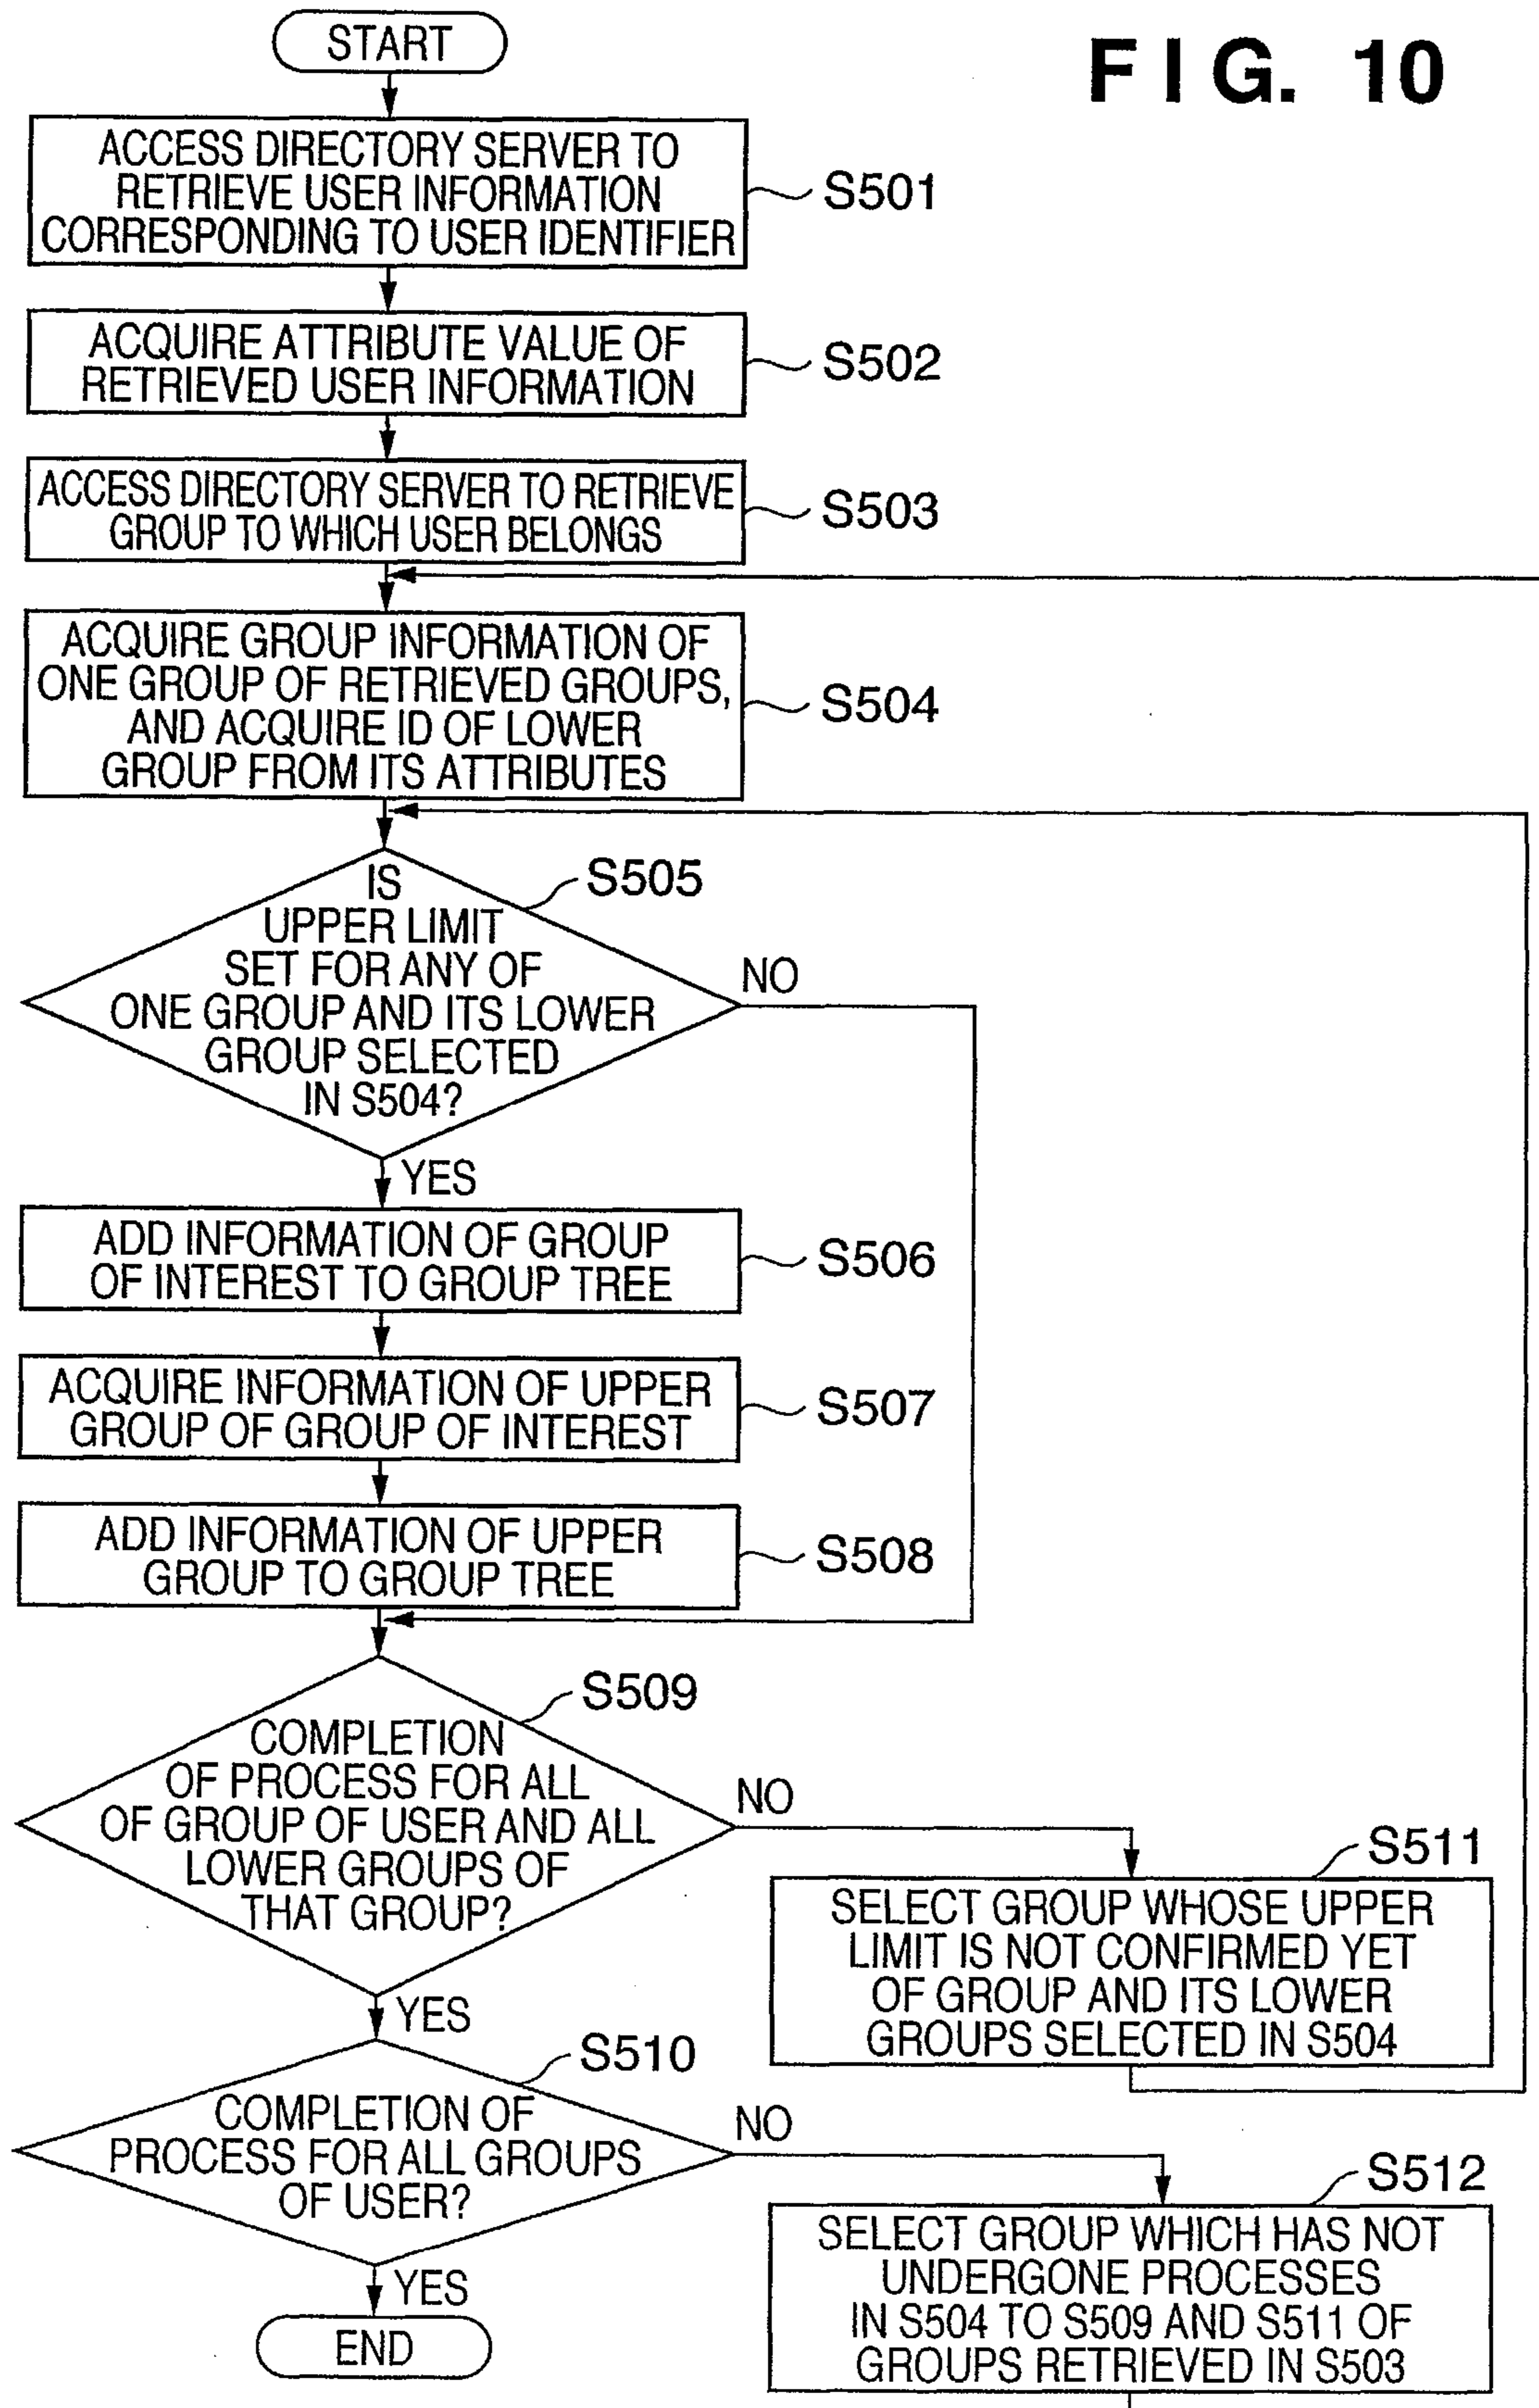 FIG. 10
START
ACCESS DIRECTORY SERVER TO
RETRIEVE USER INFORMATION
CORRESPONDING TO USER IDENTIFIER
S501
ACQUIRE ATTRIBUTE VALUE OF
RETRIEVED USER INFORMATION
S502
ACCESS DIRECTORY SERVER TO RETRIEVE
GROUP TO WHICH USER BELONGS
S503
ACQUIRE GROUP INFORMATION OF
ONE GROUP OF RETRIEVED GROUPS,
AND ACQUIRE ID OF LOWER
GROUP FROM ITS ATTRIBUTES
S504
IS
UPPER LIMIT
SET FOR ANY OF
ONE GROUP AND ITS LOWER
GROUP SELECTED
IN S504?
S505
NO
YES
ADD INFORMATION OF GROUP
OF INTEREST TO GROUP TREE
S506
ACQUIRE INFORMATION OF UPPER
GROUP OF GROUP OF INTEREST
S507
ADD INFORMATION OF UPPER
GROUP TO GROUP TREE
S508
COMPLETION
OF PROCESS FOR ALL
OF GROUP OF USER AND ALL
LOWER GROUPS OF
THAT GROUP?
S509
NO
YES
S511
SELECT GROUP WHOSE UPPER
LIMIT IS NOT CONFIRMED YET
OF GROUP AND ITS LOWER
GROUPS SELECTED IN S504
COMPLETION OF
PROCESS FOR ALL GROUPS
OF USER?
S510
NO
YES
S512
SELECT GROUP WHICH HAS NOT
UNDERGONE PROCESSES
IN S504 TO S509 AND S511 OF
GROUPS RETRIEVED IN S503
END